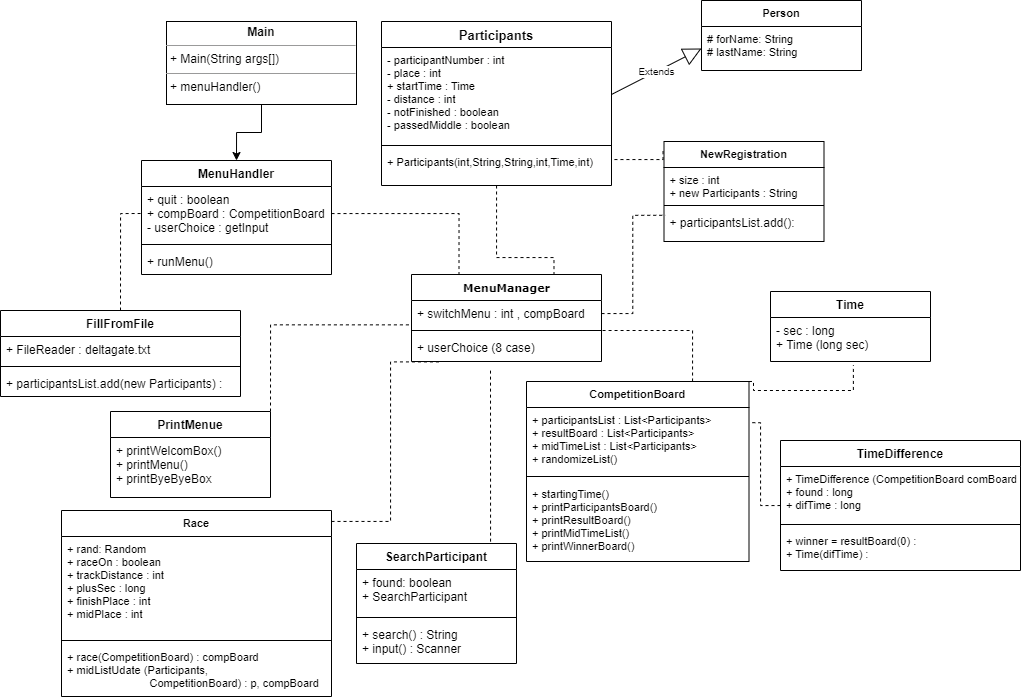 Main
+ Main(String args[])
+ menuHandler()
Participants
- participantNumber : int
- place : int
+ startTime : Time
- distance : int
- notFinished : boolean
- passedMiddle : boolean
+ Participants(int,String,String,int,Time,int)
Person
# forName: String
# lastName: String
Extends
NewRegistration
+ size : int
+ new Participants : String
+ participantsList.add():
MenuHandler
+ quit : boolean
+ compBoard : CompetitionBoard
- userChoice : getInput
+ runMenu()
MenuManager
+ switchMenu : int , compBoard
+ userChoice (8 case)
Time
- sec : long
+ Time (long sec)
FillFromFile
+ FileReader : deltagate.txt
+ participantsList.add(new Participants) :
PrintMenue
+ printWelcomBox()
+ printMenu()
+ printByeByeBox
CompetitionBoard
+ participantsList : List<Participants>
+ resultBoard : List<Participants>
+ midTimeList : List<Participants>
+ randomizeList()
+ startingTime()
+ printParticipantsBoard()
+ printResultBoard()
+ printMidTimeList()
+ printWinnerBoard()
TimeDifference
+ TimeDifference (CompetitionBoard comBoard
+ found : long
+ difTime : long
+ winner = resultBoard(0) :
+ Time(difTime) :
Race
+ rand: Random
+ raceOn : boolean
+ trackDistance : int
+ plusSec : long
+ finishPlace : int
+ midPlace : int
+ race(CompetitionBoard) : compBoard
+ midListUdate (Participants,
CompetitionBoard) : p, compBoard
SearchParticipant
+ found: boolean
+ SearchParticipant
+ search() : String
+ input() : Scanner